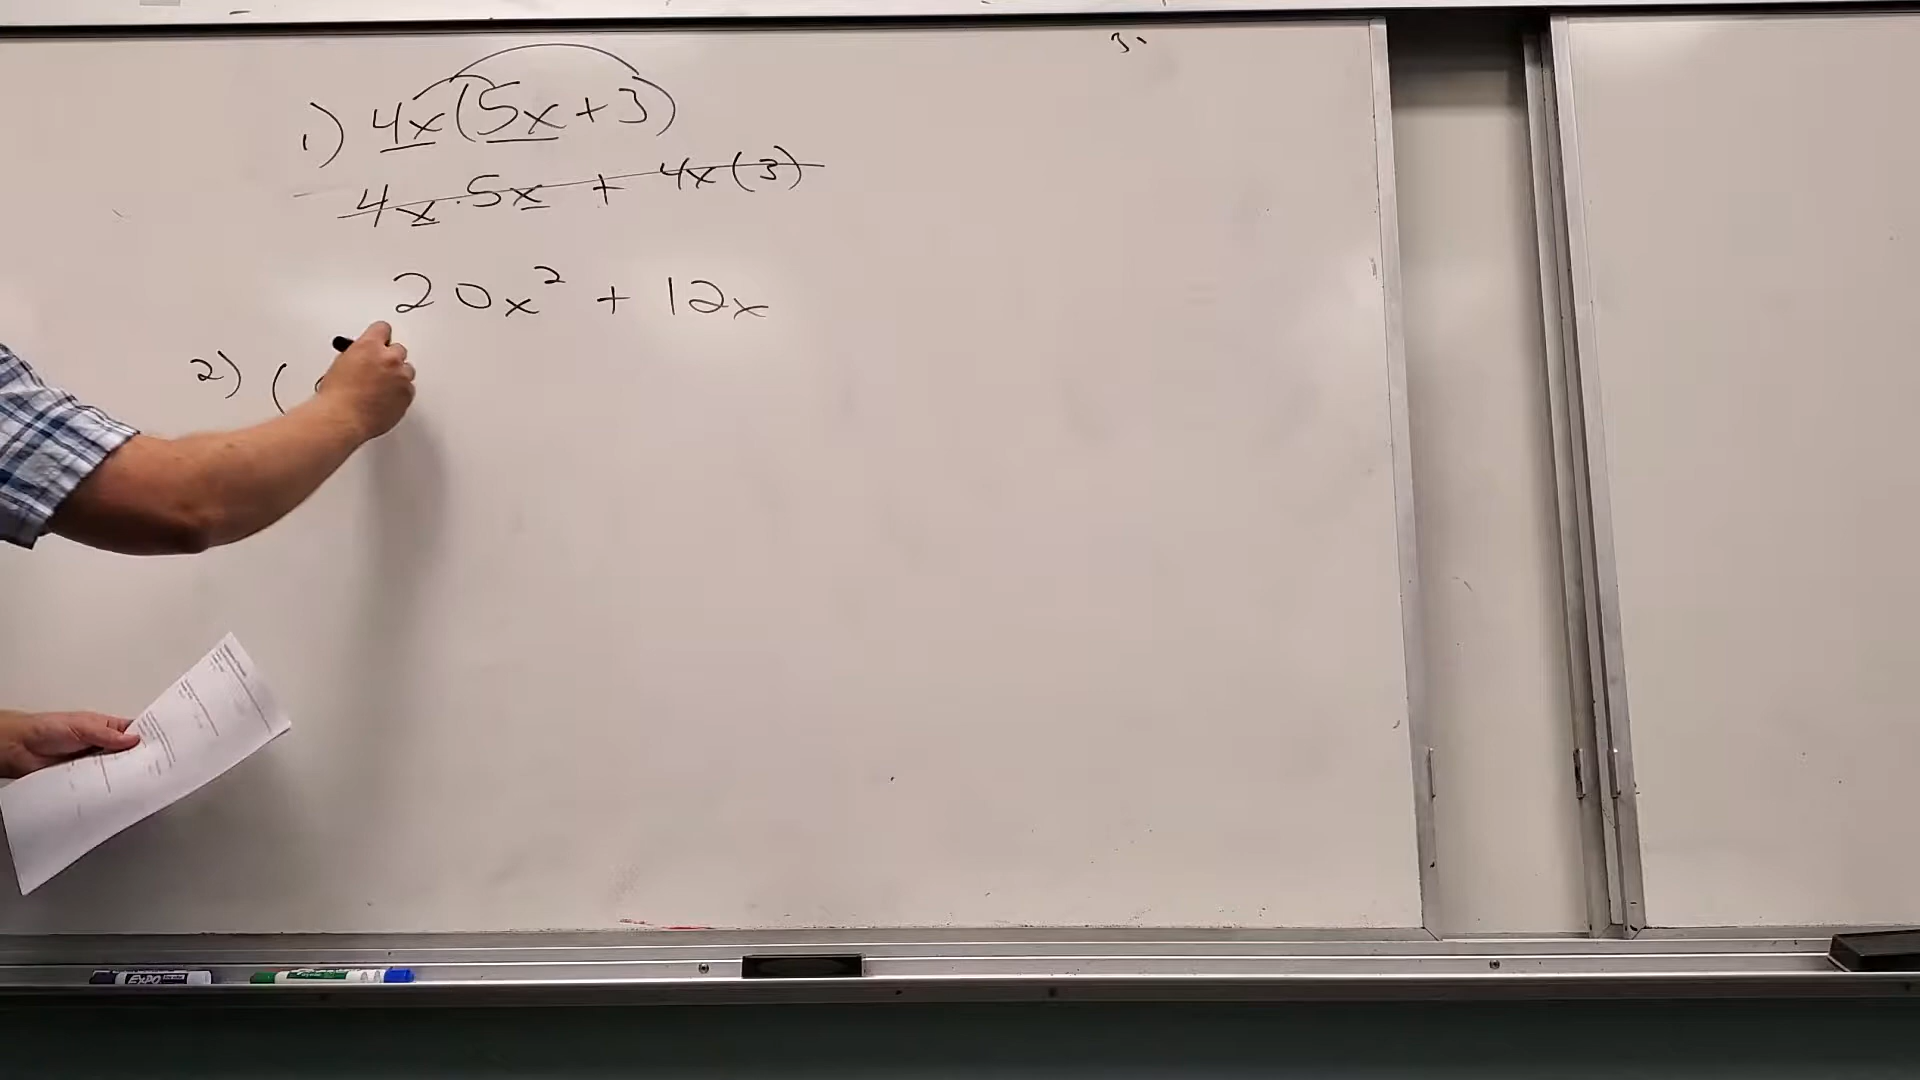 1) 4x(5x+3)
4x·5x + 4x(3)
20x² + 12x
2) (
3.
EXPO